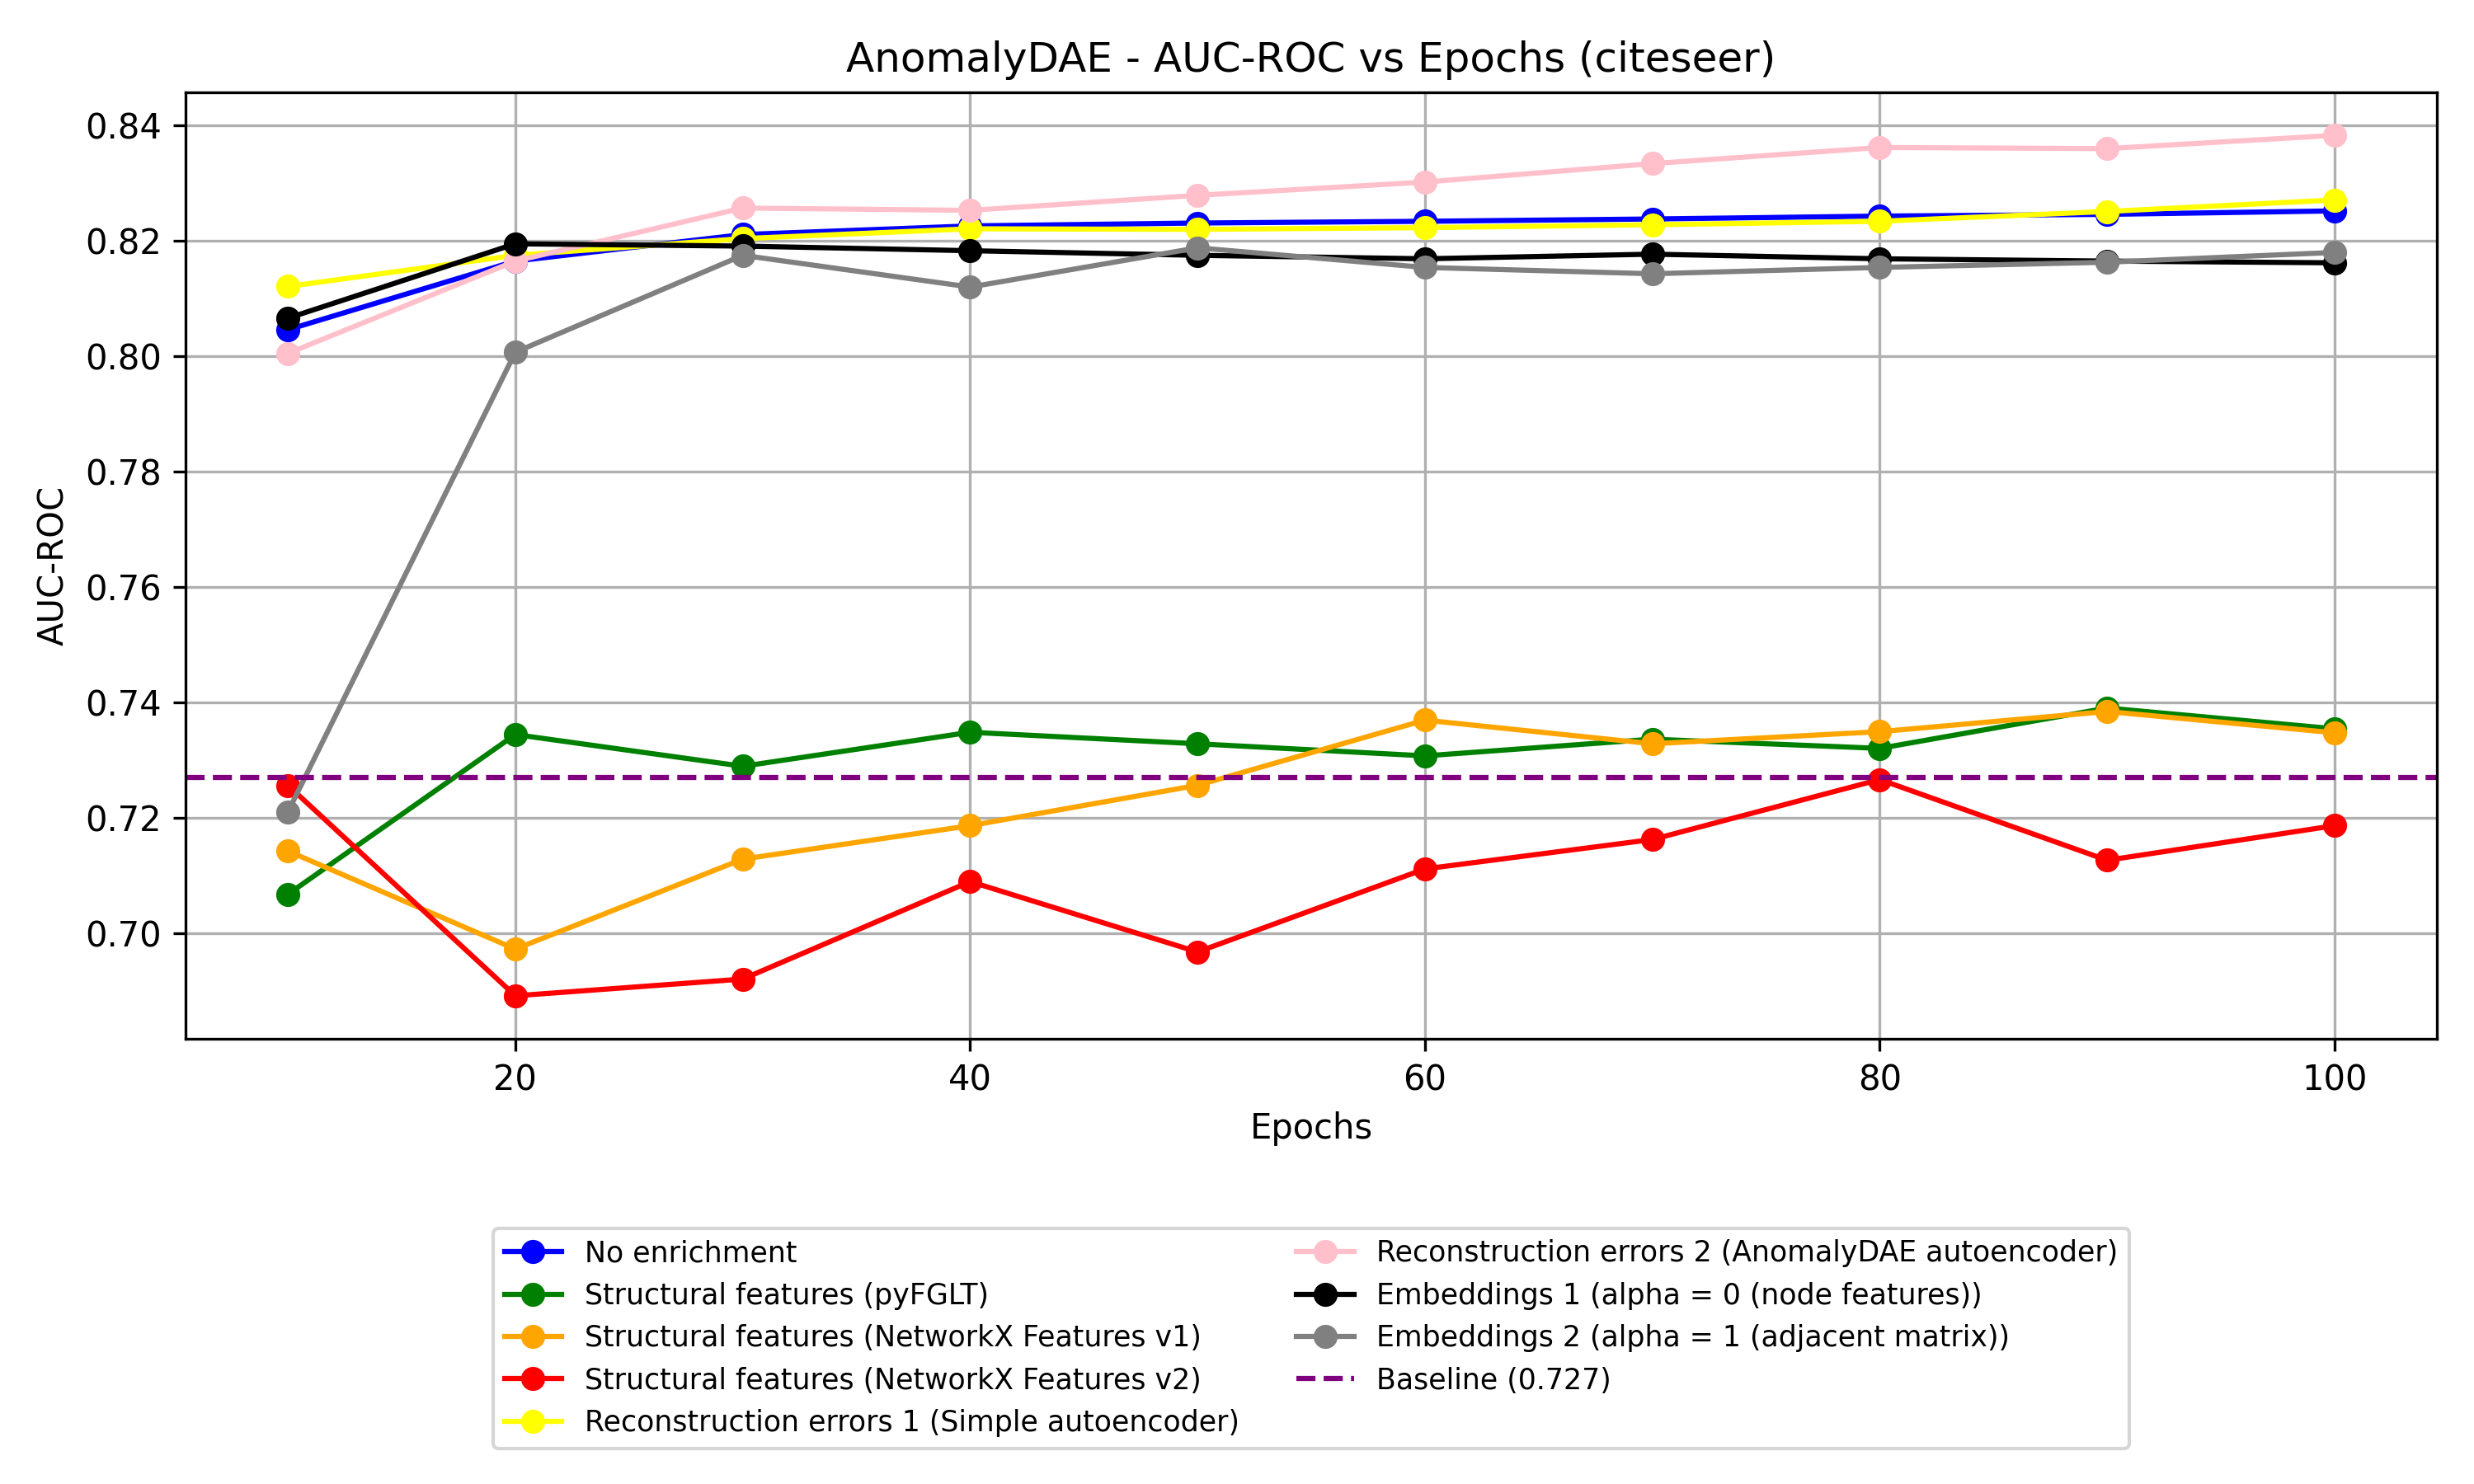 AnomalyDAE - AUC-ROC vs Epochs (citeseer)
AUC-ROC
0.84
0.82
0.80
0.78
0.76
0.74
0.72
0.70
20
40
60
80
100
Epochs
No enrichment
Structural features (pyFGLT)
Structural features (NetworkX Features v1)
Structural features (NetworkX Features v2)
Reconstruction errors 1 (Simple autoencoder)
Reconstruction errors 2 (AnomalyDAE autoencoder)
Embeddings 1 (alpha = 0 (node features))
Embeddings 2 (alpha = 1 (adjacent matrix))
Baseline (0.727)